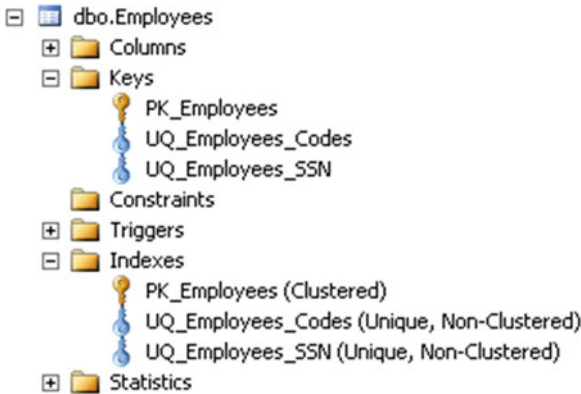 dbo.Employees
Columns
Keys
PK_Employees
UQ_Employees_Codes
UQ_Employees_SSN
Constraints
Triggers
Indexes
PK_Employees (Clustered)
UQ_Employees_Codes (Unique, Non-Clustered)
UQ_Employees_SSN (Unique, Non-Clustered)
Statistics